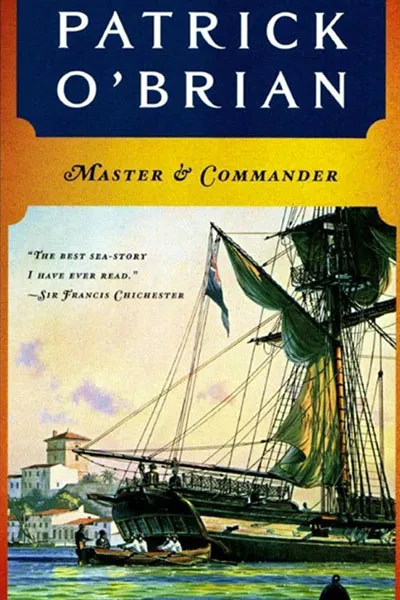 PATRICK
O'BRIAN
MASTER & COMMANDER
"THE BEST SEA-STORY
I HAVE EVER READ."
—SIR FRANCIS CHICHESTER